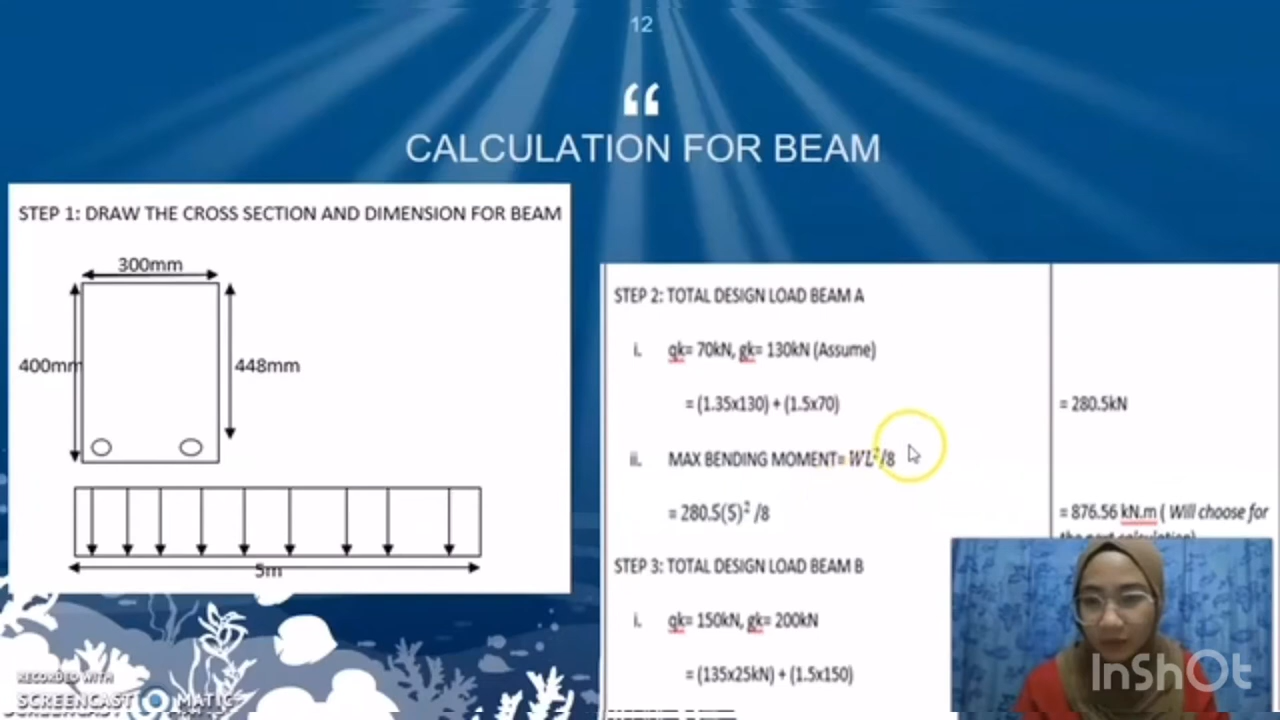 12
“
CALCULATION FOR BEAM
STEP 1: DRAW THE CROSS SECTION AND DIMENSION FOR BEAM
300mm
400mm
448mm
5m
STEP 2: TOTAL DESIGN LOAD BEAM A
i. qk= 70kN, gk= 130kN (Assume)
= (1.35x130) + (1.5x70)
= 280.5kN
ii. MAX BENDING MOMENT= WL²/8
= 280.5(5)² /8
= 876.56 kN.m ( Will choose for
the next calculation)
STEP 3: TOTAL DESIGN LOAD BEAM B
i. qk= 150kN, gk= 200kN
= (135x25kN) + (1.5x150)
RECORDED WITH
SCREENCAST MATIC
InShOt